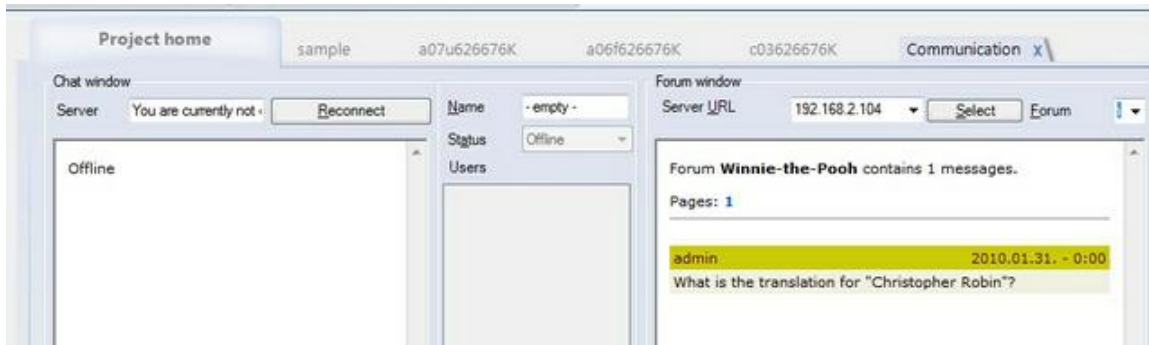 Project home
sample
a07u626676K
a06f626676K
c03626676K
Communication x
Chat window
Server
You are currently not
Reconnect
Offline
Name
- empty -
Status
Offline
Users
Forum window
Server URL
192.168.2.104
Select
Forum
Forum Winnie-the-Pooh contains 1 messages.
Pages: 1
admin 2010.01.31. - 0:00
What is the translation for "Christopher Robin"?